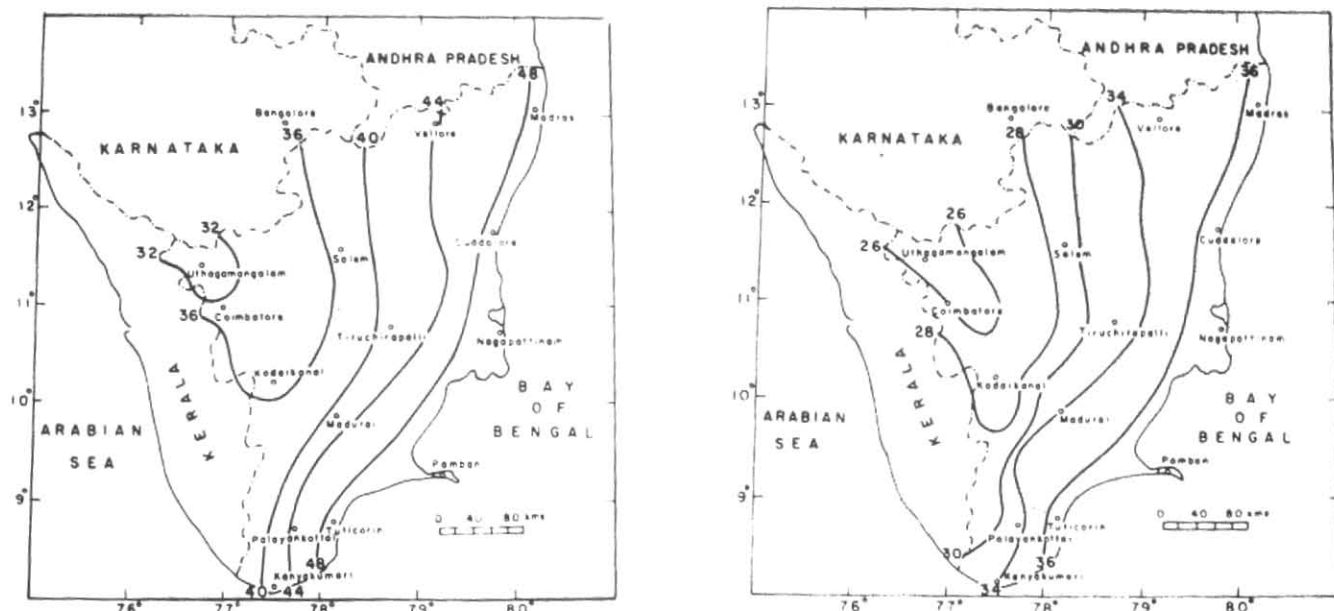 ANDHRA PRADESH
48
44
13°
Bangalore
36
40
Vellore
Madras
KARNATAKA
12°
32
32
Cuddalore
Salem
Uthagamangalam
11°
36
Coimbatore
Tiruchirapalli
Nagapattinam
Kodaikanal
10°
KERALA
BAY
OF
BENGAL
Madurai
ARABIAN
SEA
Pamban
9°
0 40 80 kms
Tuticorin
Palayankottai
48
Kanyakumari
40
44
76°
77°
78°
79°
80°
ANDHRA PRADESH
36
34
13°
Bangalore
28
30
Vellore
Madras
KARNATAKA
12°
26
26
Cuddalore
Salem
Uthagamangalam
11°
Coimbatore
28
Tiruchirapalli
Nagapattinam
Kodaikanal
10°
KERALA
BAY
OF
BENGAL
Madurai
ARABIAN
SEA
Pamban
9°
0 40 80 kms
Tuticorin
Palayankottai
30
36
Kanyakumari
34
76°
77°
78°
79°
80°